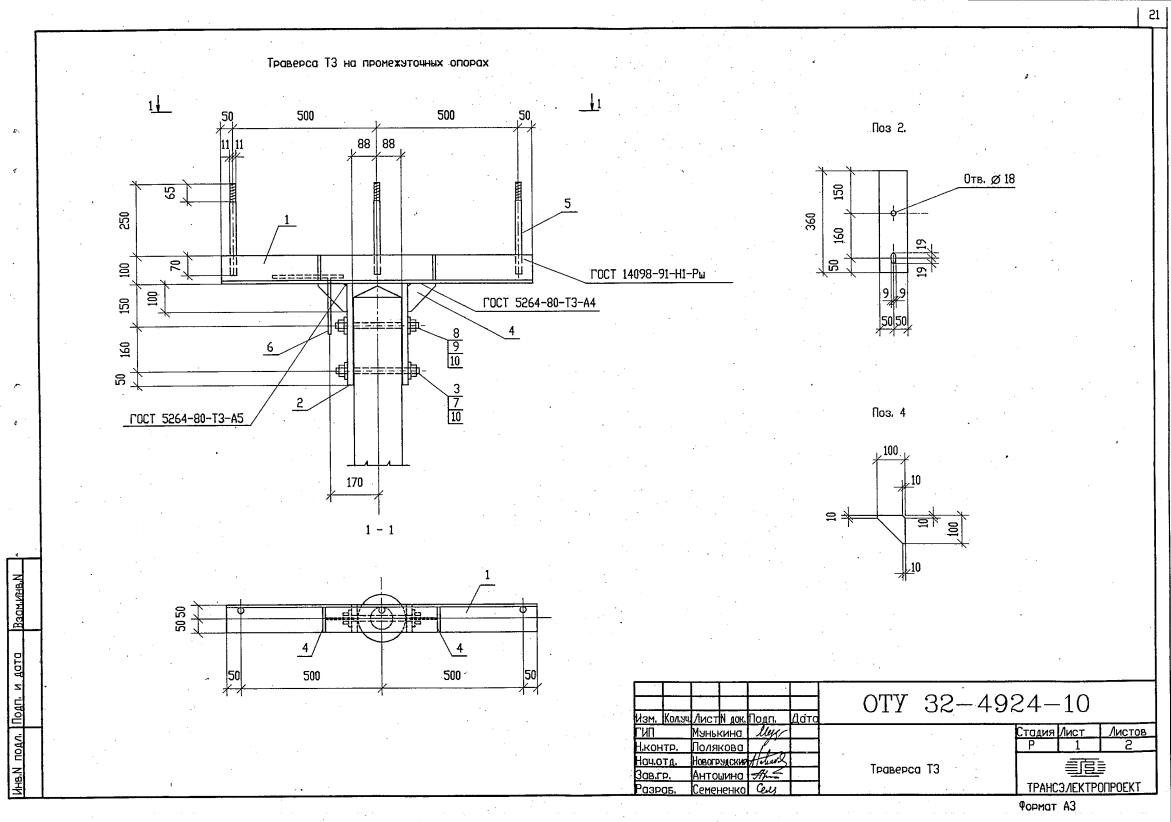 21
Траверса Т3 на промежуточных опорах
1 1
50 500 500 50
11 11 88 88
65
250
1
5
70
100
ГОСТ 14098-91-Н1-Рш
100
150
ГОСТ 5264-80-Т3-А4
4
6
8
9
10
160
50
2
3
7
10
ГОСТ 5264-80-Т3-А5
170
1 - 1
50 50
1
4 4
50 500 500 50
Поз 2.
Отв. ⌀ 18
360
150
160
50
19
19
9 9
50 50
Поз. 4
100
10
10
10
100
10
Взам.инв.N
Подп. и дата
Инв.N подл.
ОТУ 32-4924-10
Изм. Кол.уч Лист N док. Подп. Дата
ГИП Мунькина
Н.контр. Полякова
Нач.отд. Новогрудский
Зав.гр. Антошина
Разраб. Семененко
Траверса Т3
Стадия Лист Листов
Р 1 2
ТРАНСЭЛЕКТРОПРОЕКТ
Формат А3